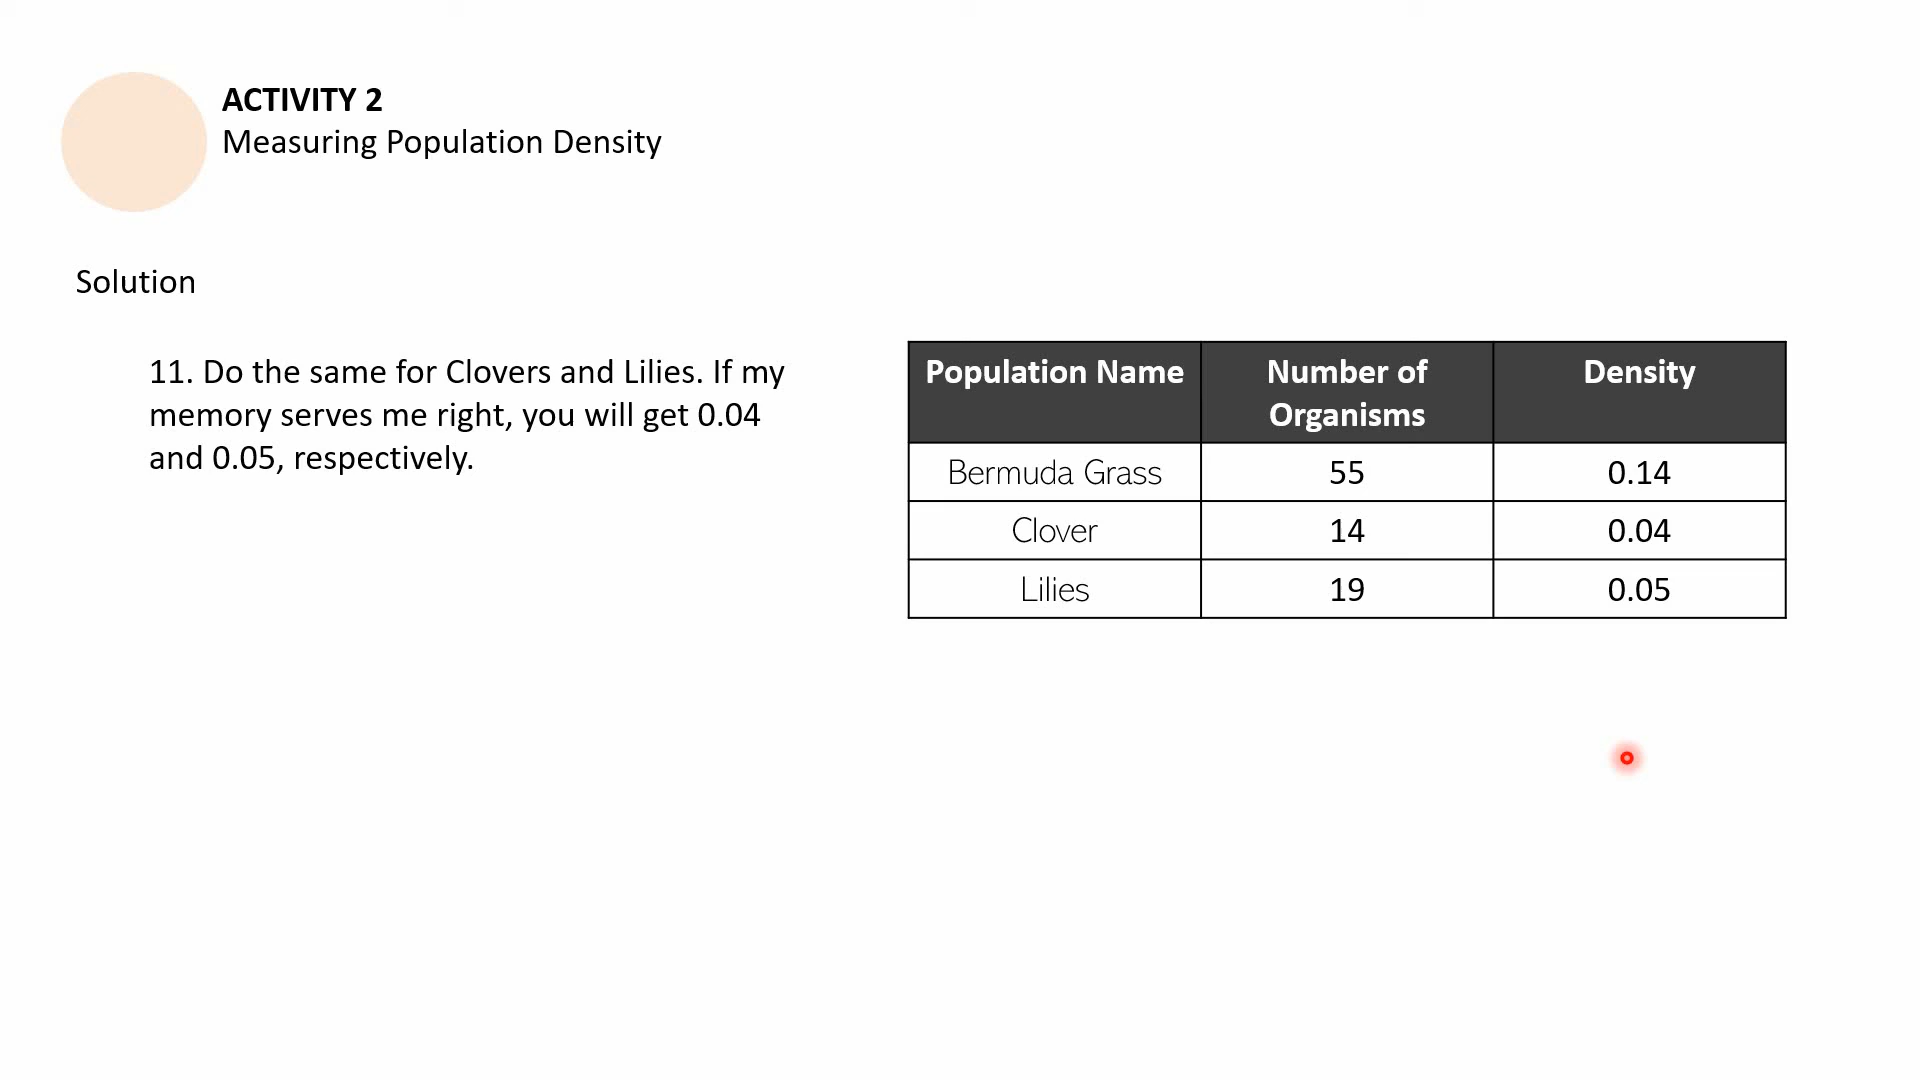 ACTIVITY 2
Measuring Population Density
Solution
11. Do the same for Clovers and Lilies. If my
memory serves me right, you will get 0.04
and 0.05, respectively.
Population Name Number of Organisms Density
Bermuda Grass 55 0.14
Clover 14 0.04
Lilies 19 0.05